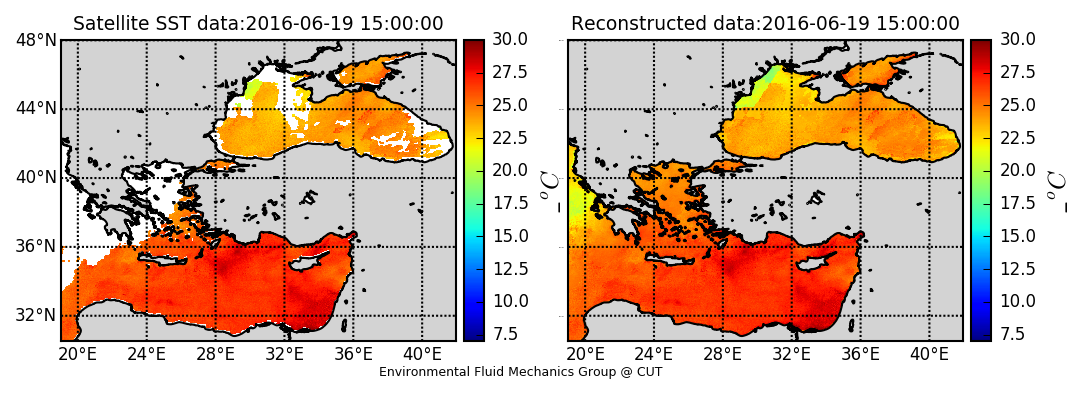 Satellite SST data:2016-06-19 15:00:00
48°N
44°N
40°N
36°N
32°N
20°E 24°E 28°E 32°E 36°E 40°E
30.0
27.5
25.0
22.5
20.0
17.5
15.0
12.5
10.0
7.5
_°C
Reconstructed data:2016-06-19 15:00:00
20°E 24°E 28°E 32°E 36°E 40°E
30.0
27.5
25.0
22.5
20.0
17.5
15.0
12.5
10.0
7.5
_°C
Environmental Fluid Mechanics Group @ CUT